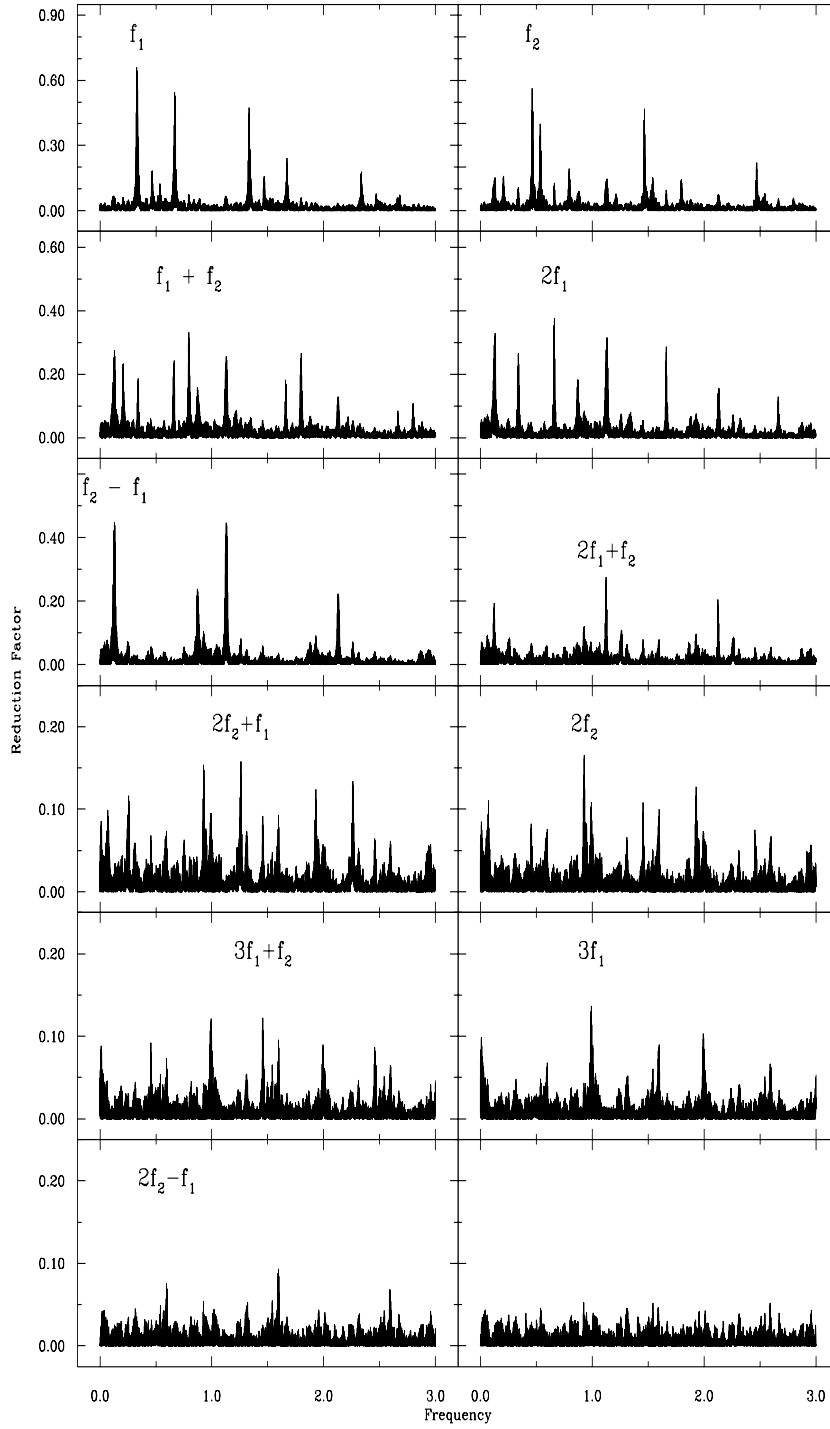 0.90
0.60
0.30
0.00
f₁
f₂
0.60
0.40
0.20
0.00
f₁ + f₂
2f₁
0.40
0.20
0.00
f₂ − f₁
2f₁+f₂
Reduction Factor
0.20
0.10
0.00
2f₂+f₁
2f₂
0.20
0.10
0.00
3f₁+f₂
3f₁
0.20
0.10
0.00
2f₂−f₁
0.0 1.0 2.0 3.0 0.0 1.0 2.0 3.0
Frequency